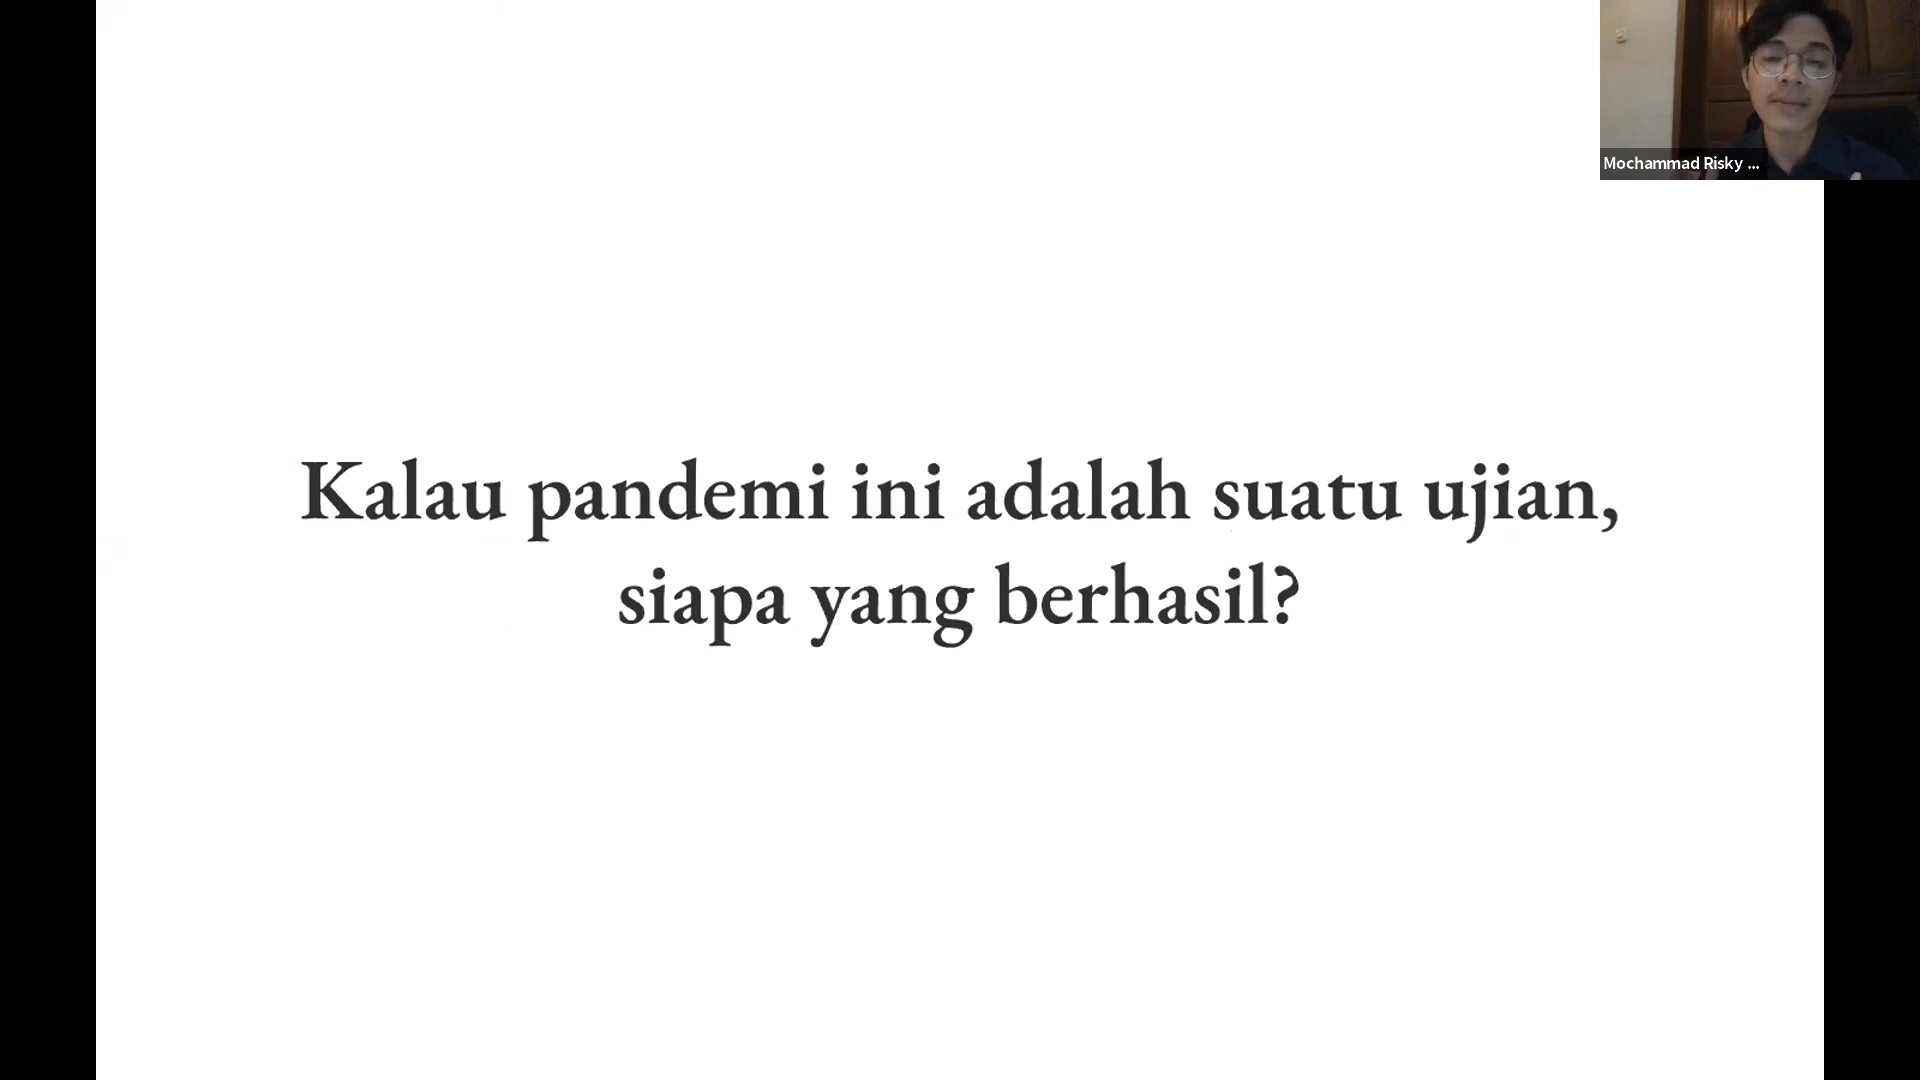 Mochammad Risky ...
Kalau pandemi ini adalah suatu ujian,
siapa yang berhasil?